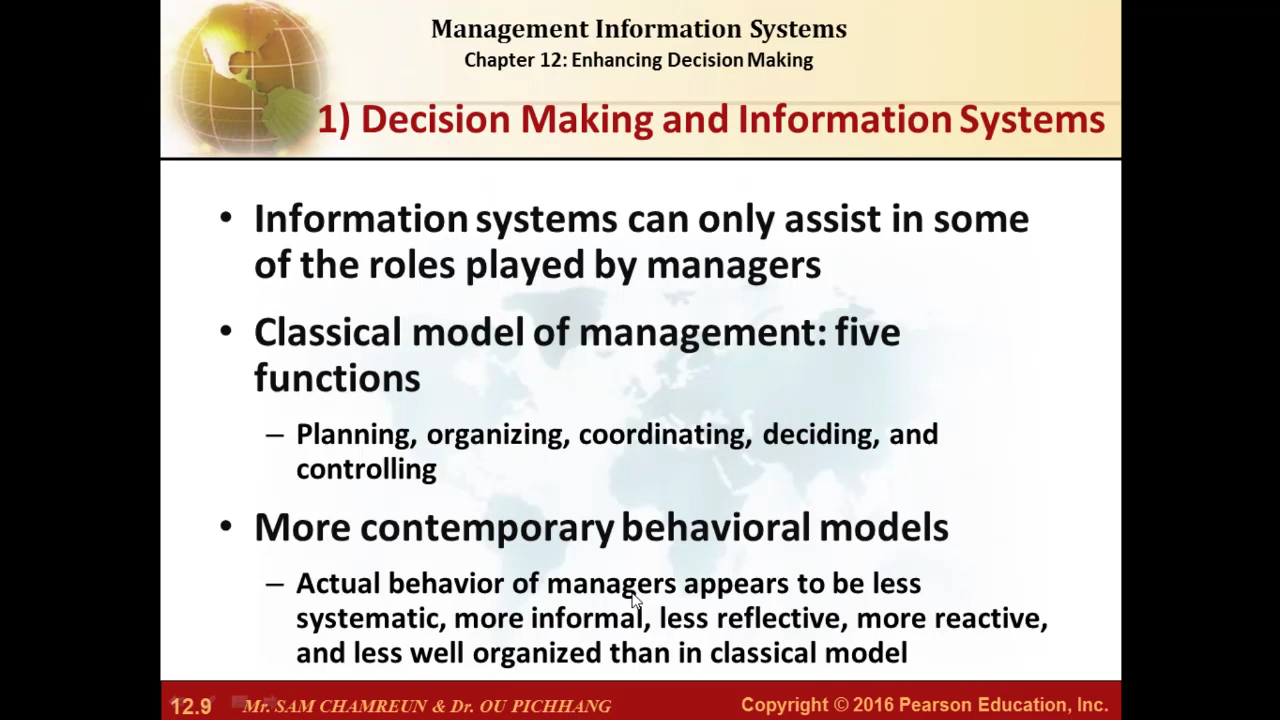 Management Information Systems
Chapter 12: Enhancing Decision Making
1) Decision Making and Information Systems
• Information systems can only assist in some
of the roles played by managers
• Classical model of management: five
functions
– Planning, organizing, coordinating, deciding, and
controlling
• More contemporary behavioral models
– Actual behavior of managers appears to be less
systematic, more informal, less reflective, more reactive,
and less well organized than in classical model
12.9 Mr. SAM CHAMREUN & Dr. OU PICHHANG Copyright © 2016 Pearson Education, Inc.